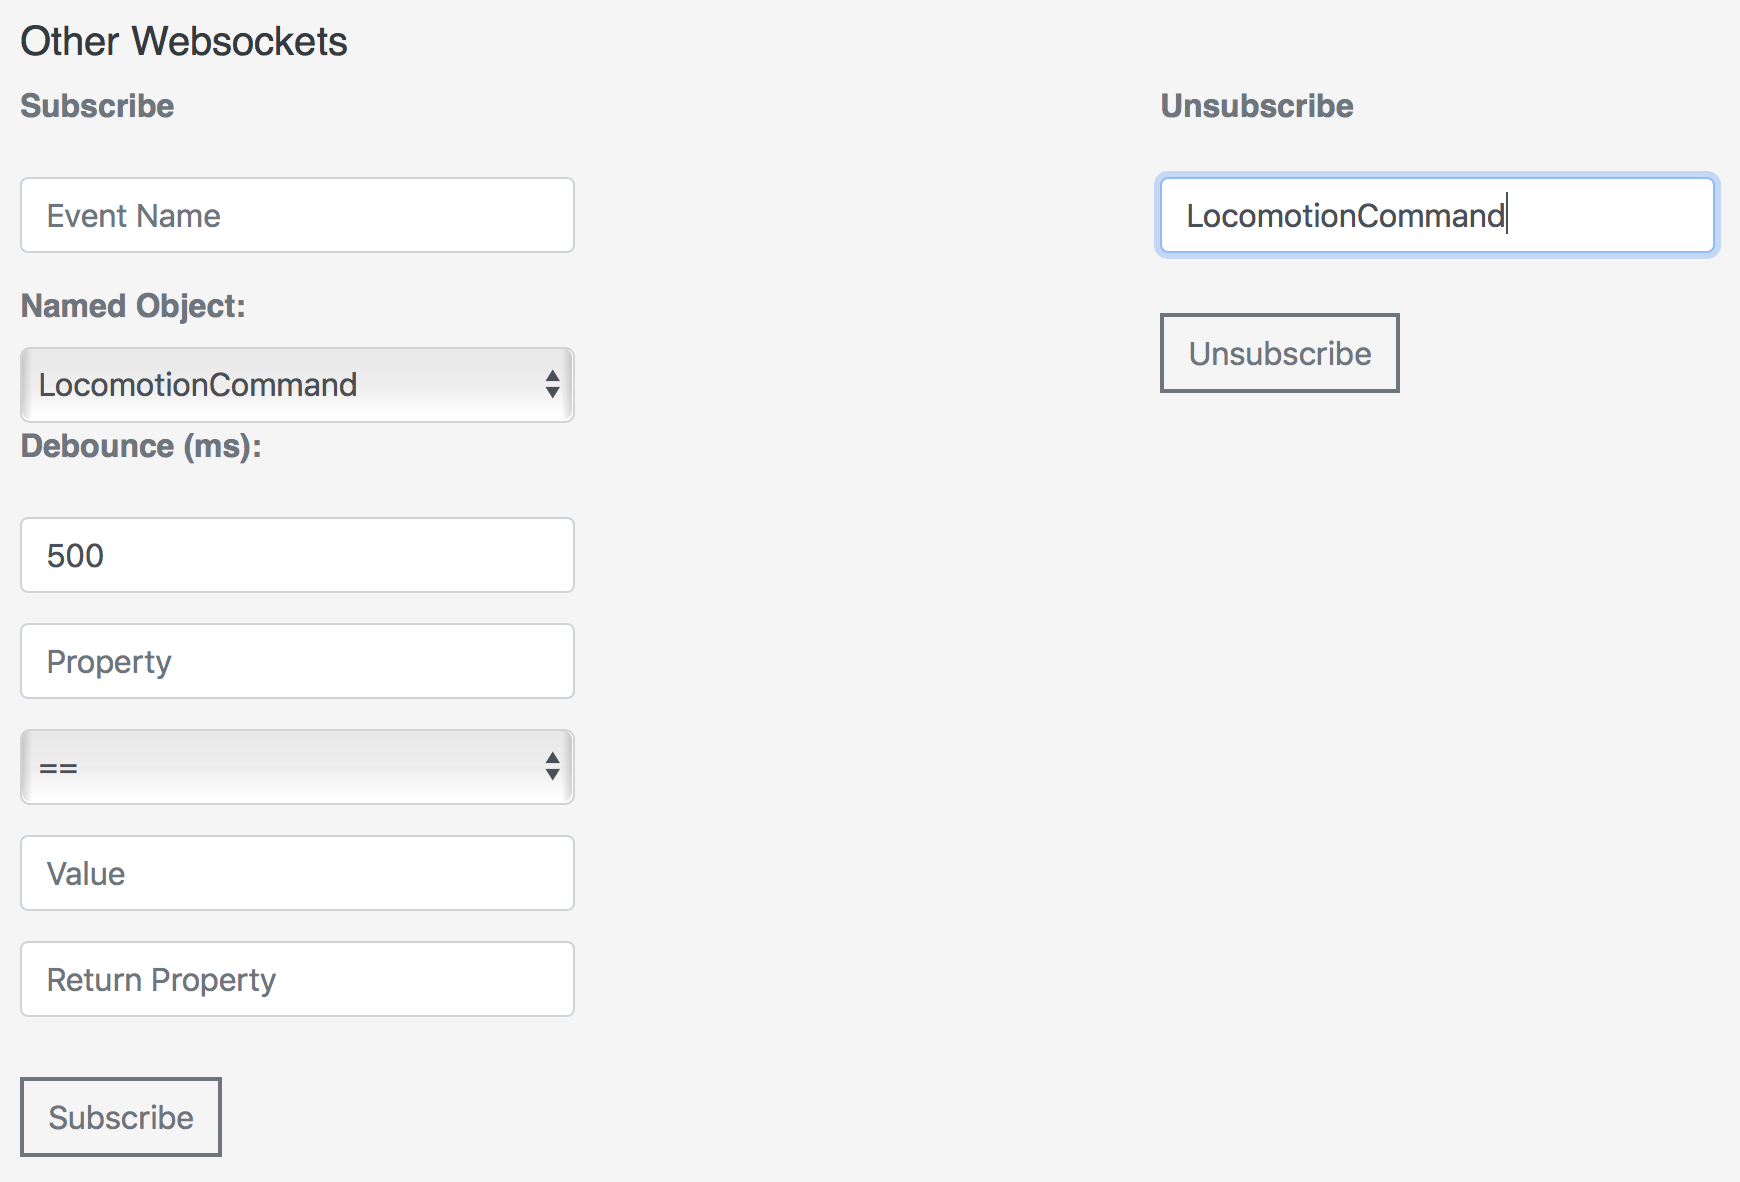 Other Websockets
Subscribe
Event Name
Named Object:
LocomotionCommand
Debounce (ms):
500
Property
==
Value
Return Property
Subscribe
Unsubscribe
LocomotionCommand
Unsubscribe